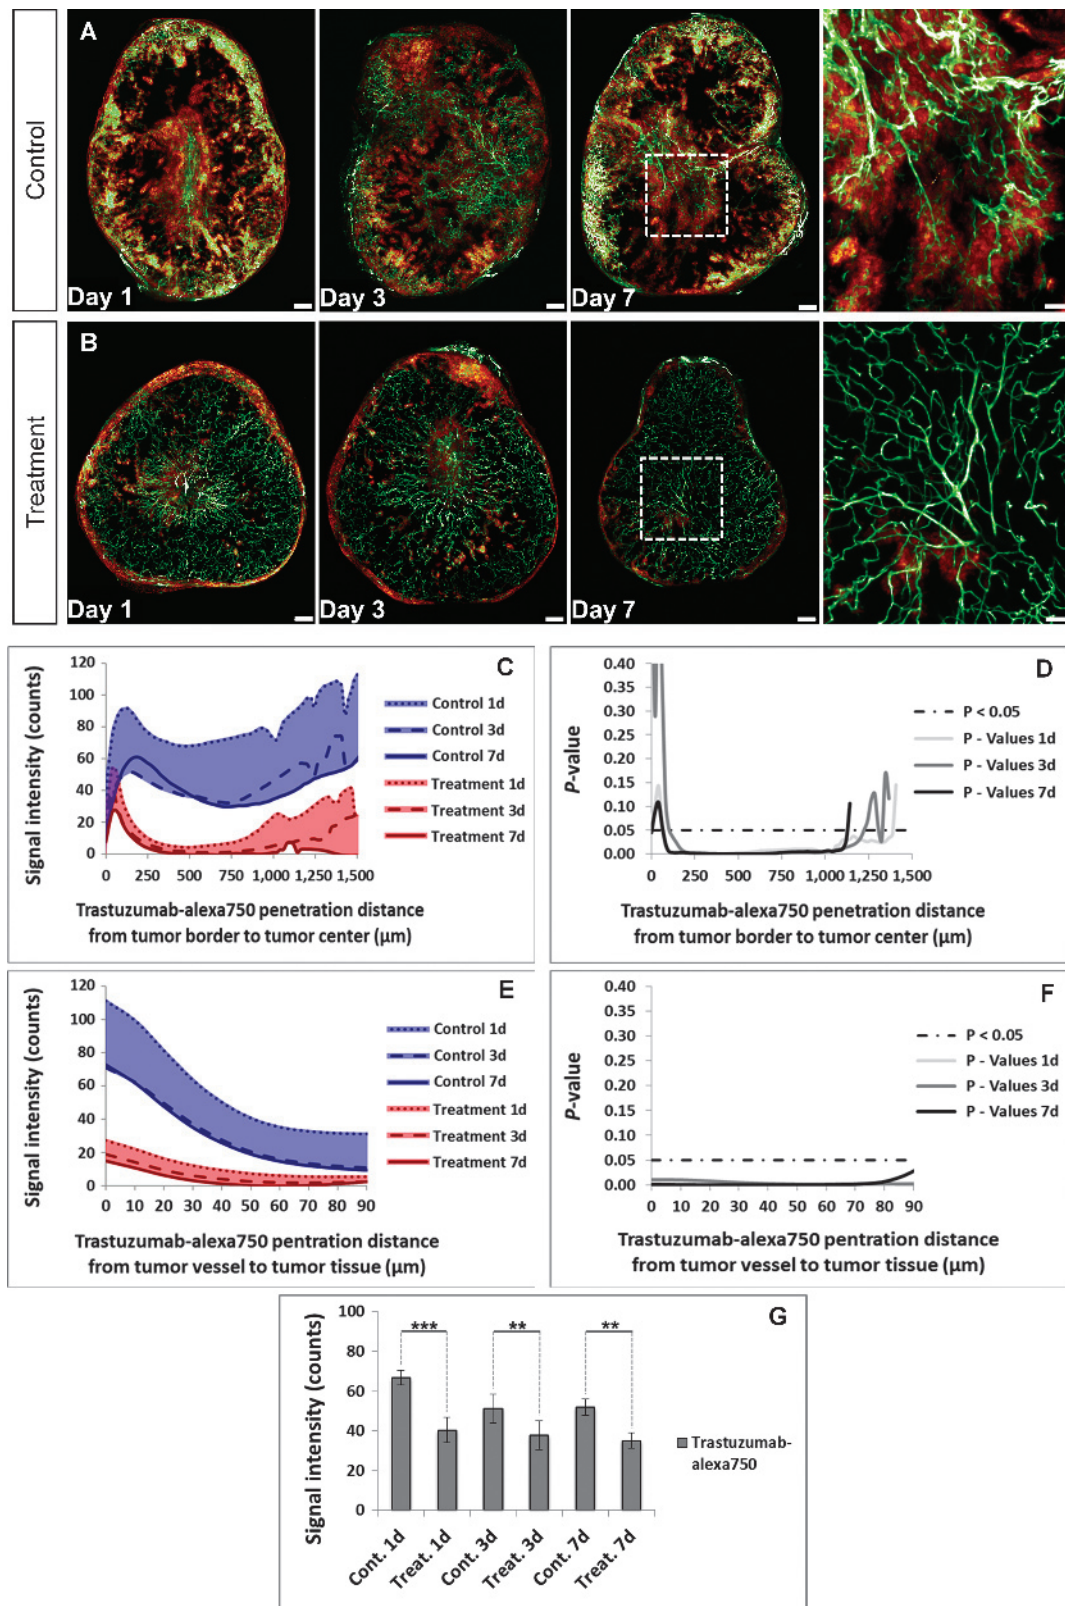 Control
A
Day 1
Day 3
Day 7
Treatment
B
Day 1
Day 3
Day 7
C
Signal intensity (counts)
120
100
80
60
40
20
0
0 250 500 750 1,000 1,250 1,500
Trastuzumab-alexa750 penetration distance
from tumor border to tumor center (µm)
Control 1d
Control 3d
Control 7d
Treatment 1d
Treatment 3d
Treatment 7d
D
P-value
0.40
0.35
0.30
0.25
0.20
0.15
0.10
0.05
0.00
0 250 500 750 1,000 1,250 1,500
Trastuzumab-alexa750 penetration distance
from tumor border to tumor center (µm)
P < 0.05
P - Values 1d
P - Values 3d
P - Values 7d
E
Signal intensity (counts)
120
100
80
60
40
20
0
0 10 20 30 40 50 60 70 80 90
Trastuzumab-alexa750 pentration distance
from tumor vessel to tumor tissue (µm)
Control 1d
Control 3d
Control 7d
Treatment 1d
Treatment 3d
Treatment 7d
F
P-value
0.40
0.35
0.30
0.25
0.20
0.15
0.10
0.05
0.00
0 10 20 30 40 50 60 70 80 90
Trastuzumab-alexa750 pentration distance
from tumor vessel to tumor tissue (µm)
P < 0.05
P - Values 1d
P - Values 3d
P - Values 7d
G
Signal intensity (counts)
100
80
60
40
20
0
*** ** **
Cont. 1d Treat. 1d Cont. 3d Treat. 3d Cont. 7d Treat. 7d
Trastuzumab-
alexa750